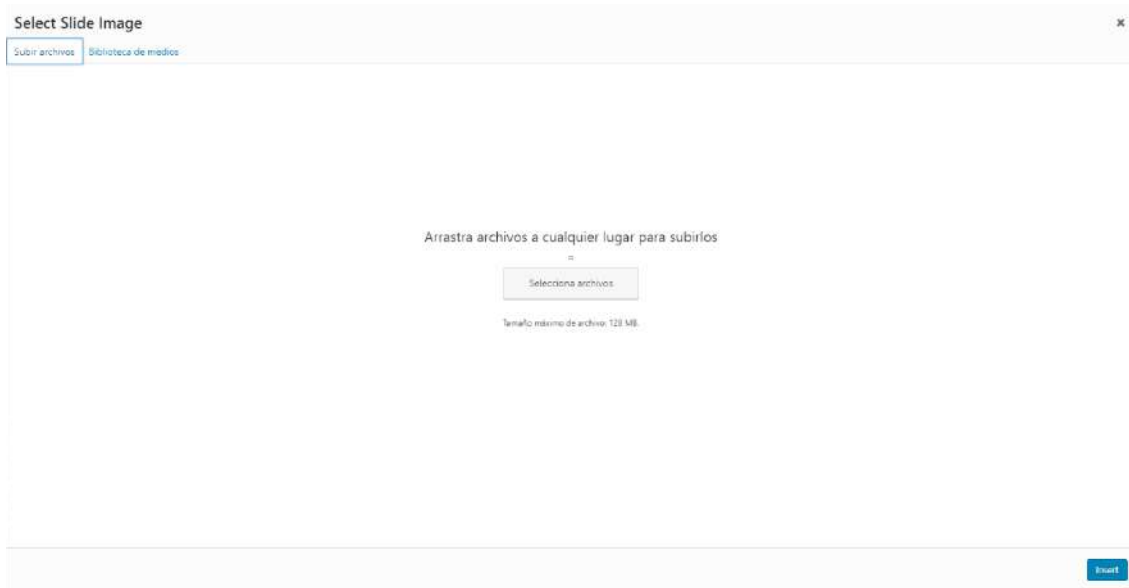 Select Slide Image
Subir archivos Biblioteca de medios
Arrastra archivos a cualquier lugar para subirlos
o
Selecciona archivos
Tamaño máximo de archivo: 128 MB.
Insert